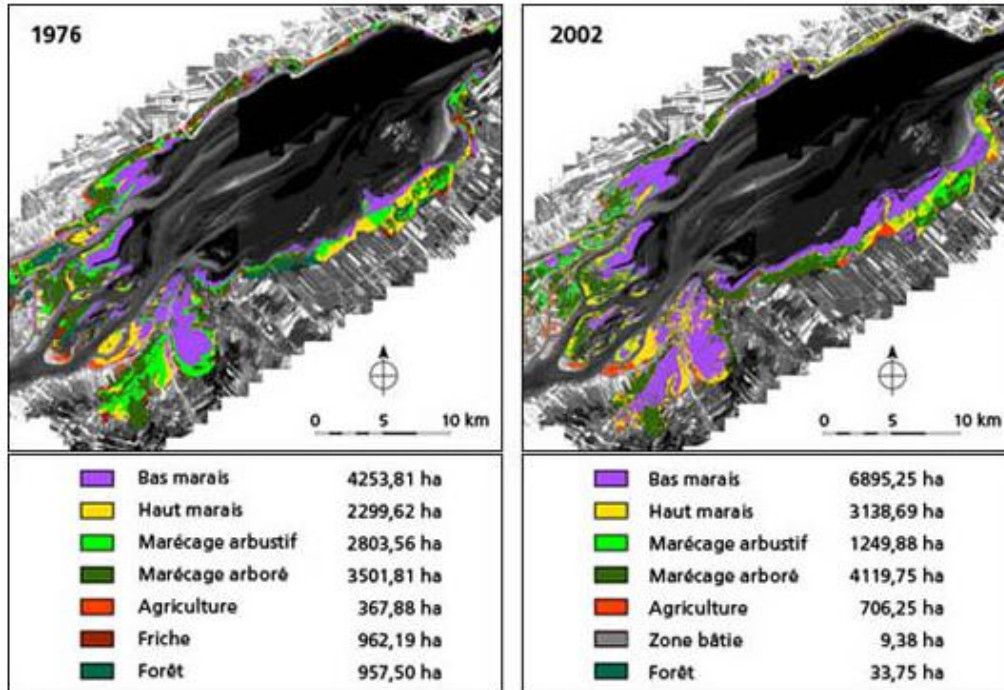 1976
0 5 10 km
Bas marais 4253,81 ha
Haut marais 2299,62 ha
Marécage arbustif 2803,56 ha
Marécage arboré 3501,81 ha
Agriculture 367,88 ha
Friche 962,19 ha
Forêt 957,50 ha
2002
0 5 10 km
Bas marais 6895,25 ha
Haut marais 3138,69 ha
Marécage arbustif 1249,88 ha
Marécage arboré 4119,75 ha
Agriculture 706,25 ha
Zone bâtie 9,38 ha
Forêt 33,75 ha